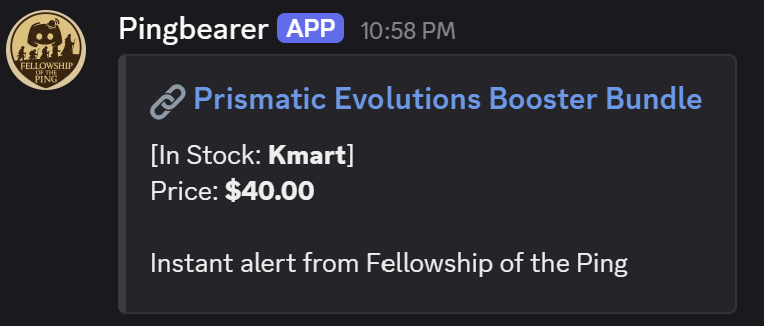 FELLOWSHIP
OF THE
PING
Pingbearer APP 10:58 PM
Prismatic Evolutions Booster Bundle
[In Stock: Kmart]
Price: $40.00
Instant alert from Fellowship of the Ping